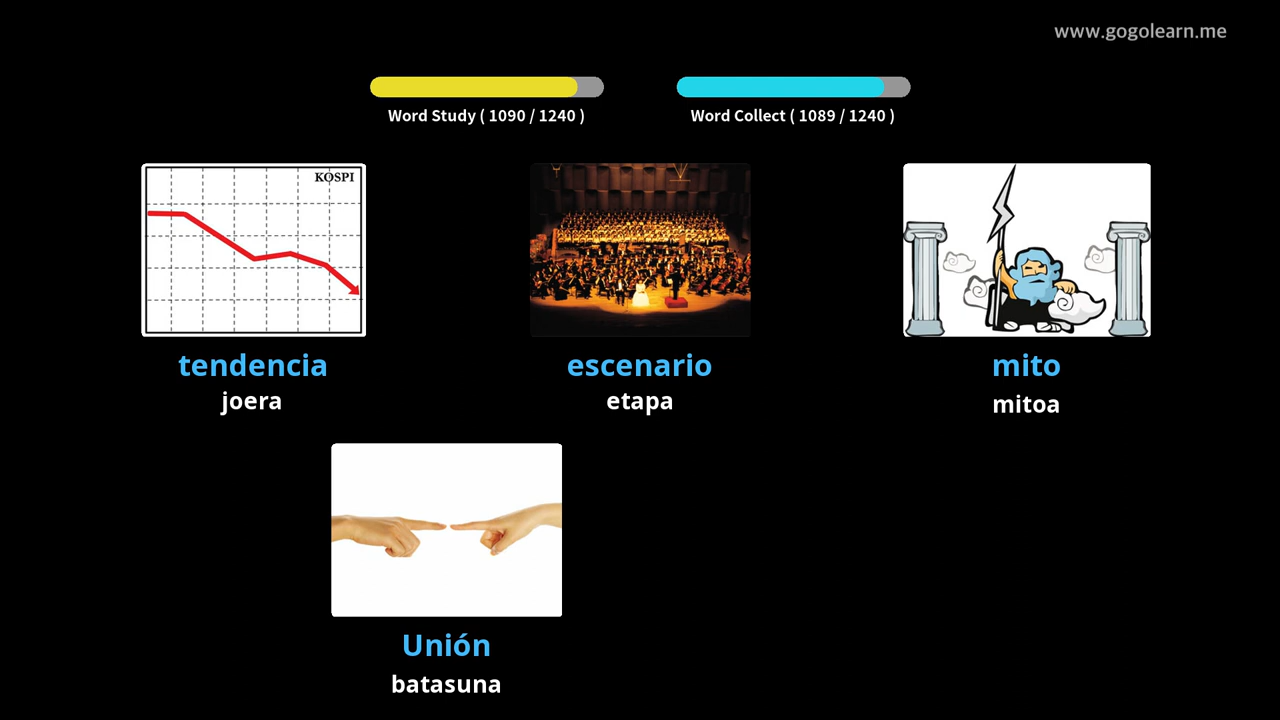 www.gogolearn.me
Word Study ( 1090 / 1240 )
Word Collect ( 1089 / 1240 )
KOSPI
tendencia
joera
escenario
etapa
mito
mitoa
Unión
batasuna